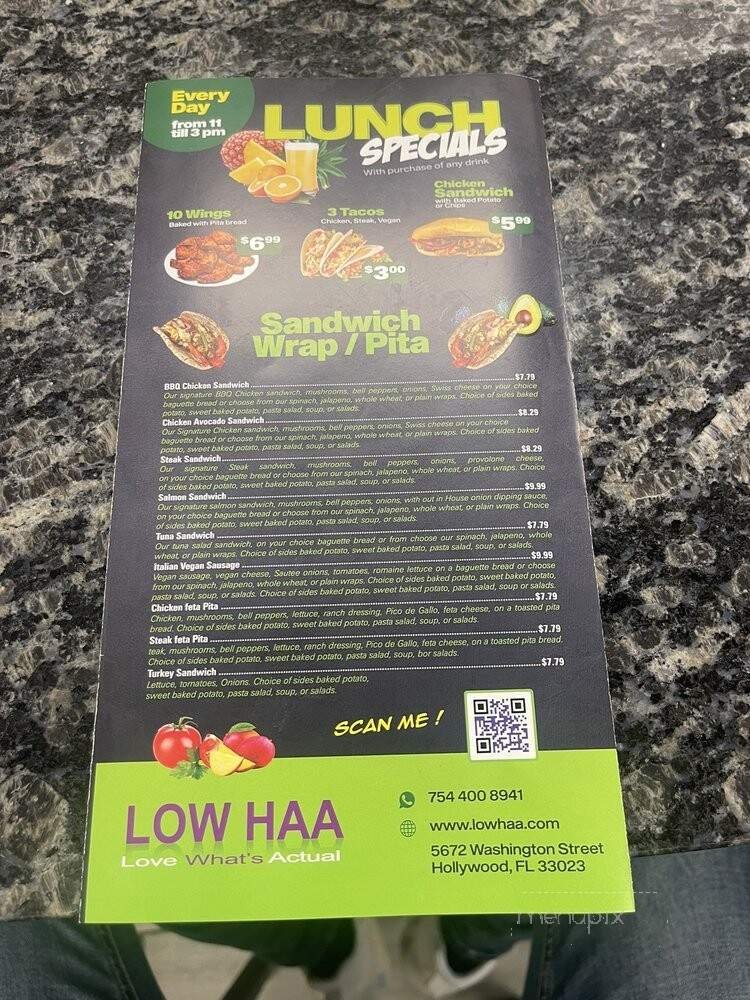 Every
Day
from 11
till 3 pm
LUNCH
SPECIALS
With purchase of any drink
10 Wings
Baked with Pita bread
$6.99
3 Tacos
Chicken, Steak, Vegan
$3.00
Chicken
Sandwich
with Baked Potato
or Chips
$5.99
Sandwich
Wrap / Pita
BBQ Chicken Sandwich $7.79
Our signature BBQ Chicken sandwich, mushrooms, bell peppers, onions, Swiss cheese on your choice
baguette bread or choose from our spinach, jalapeno, whole wheat, or plain wraps. Choice of sides baked
potato, sweet baked potato, pasta salad, soup, or salads.
Chicken Avocado Sandwich $8.29
Our Signature Chicken sandwich, mushrooms, bell peppers, onions, Swiss cheese on your choice
baguette bread or choose from our spinach, jalapeno, whole wheat, or plain wraps. Choice of sides baked
potato, sweet baked potato, pasta salad, soup, or salads.
Steak Sandwich $8.29
Our signature Steak sandwich, mushrooms, bell peppers, onions, provolone cheese,
on your choice baguette bread or choose from our spinach, jalapeno, whole wheat, or plain wraps. Choice
of sides baked potato, sweet baked potato, pasta salad, soup, or salads.
Salmon Sandwich $9.99
Our signature salmon sandwich, mushrooms, bell peppers, onions, with out in House onion dipping sauce,
on your choice baguette bread or choose from our spinach, jalapeno, whole wheat, or plain wraps. Choice
of sides baked potato, sweet baked potato, pasta salad, soup, or salads.
Tuna Sandwich $7.79
Our tuna salad sandwich, on your choice baguette bread or from choose our spinach, jalapeno, whole
wheat, or plain wraps. Choice of sides baked potato, sweet baked potato, pasta salad, soup, or salads.
Italian Vegan Sausage $9.99
Vegan sausage, vegan cheese, Sautee onions, tomatoes, romaine lettuce on a baguette bread or choose
from our spinach, jalapeno, whole wheat, or plain wraps. Choice of sides baked potato, sweet baked potato,
pasta salad, soup, or salads. Choice of sides baked potato, sweet baked potato, pasta salad, soup, or salads.
Chicken feta Pita $7.79
Chicken, mushrooms, bell peppers, lettuce, ranch dressing, Pico de Gallo, feta cheese, on a toasted pita
bread. Choice of sides baked potato, sweet baked potato, pasta salad, soup, or salads.
Steak feta Pita $7.79
teak, mushrooms, bell peppers, lettuce, ranch dressing, Pico de Gallo, feta cheese, on a toasted pita bread.
Choice of sides baked potato, sweet baked potato, pasta salad, soup, bor salads.
Turkey Sandwich $7.79
Lettuce, tomatoes, Onions. Choice of sides baked potato,
sweet baked potato, pasta salad, soup, or salads.
SCAN ME !
LOW HAA
Love What's Actual
754 400 8941
www.lowhaa.com
5672 Washington Street
Hollywood, FL 33023
menupix